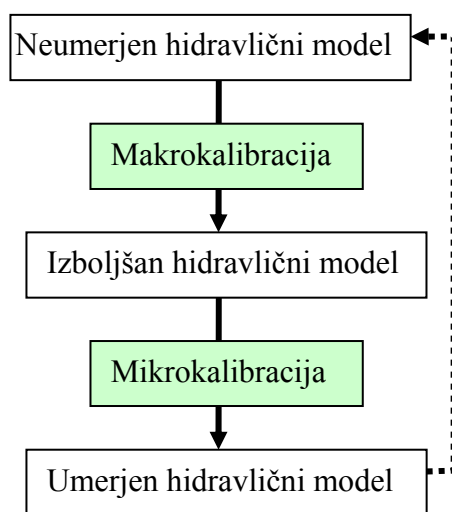 Neumerjen hidravlični model
Makrokalibracija
Izboljšan hidravlični model
Mikrokalibracija
Umerjen hidravlični model